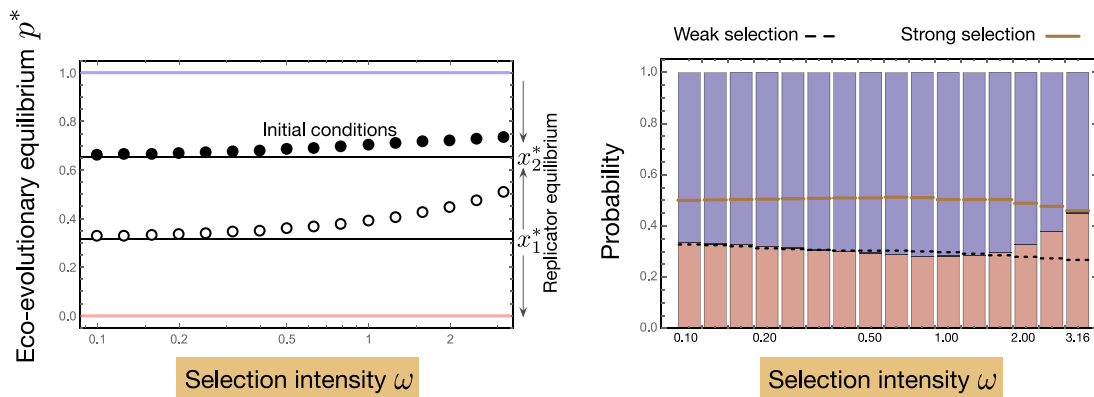 Eco-evolutionary equilibrium p*
1.0
0.8
0.6
0.4
0.2
0.0
0.1
0.2
0.5
1
2
Initial conditions
x₂*
x₁*
Replicator equilibrium
Selection intensity ω
Weak selection
Strong selection
Probability
1.0
0.8
0.6
0.4
0.2
0.0
0.10
0.20
0.50
1.00
2.00
3.16
Selection intensity ω